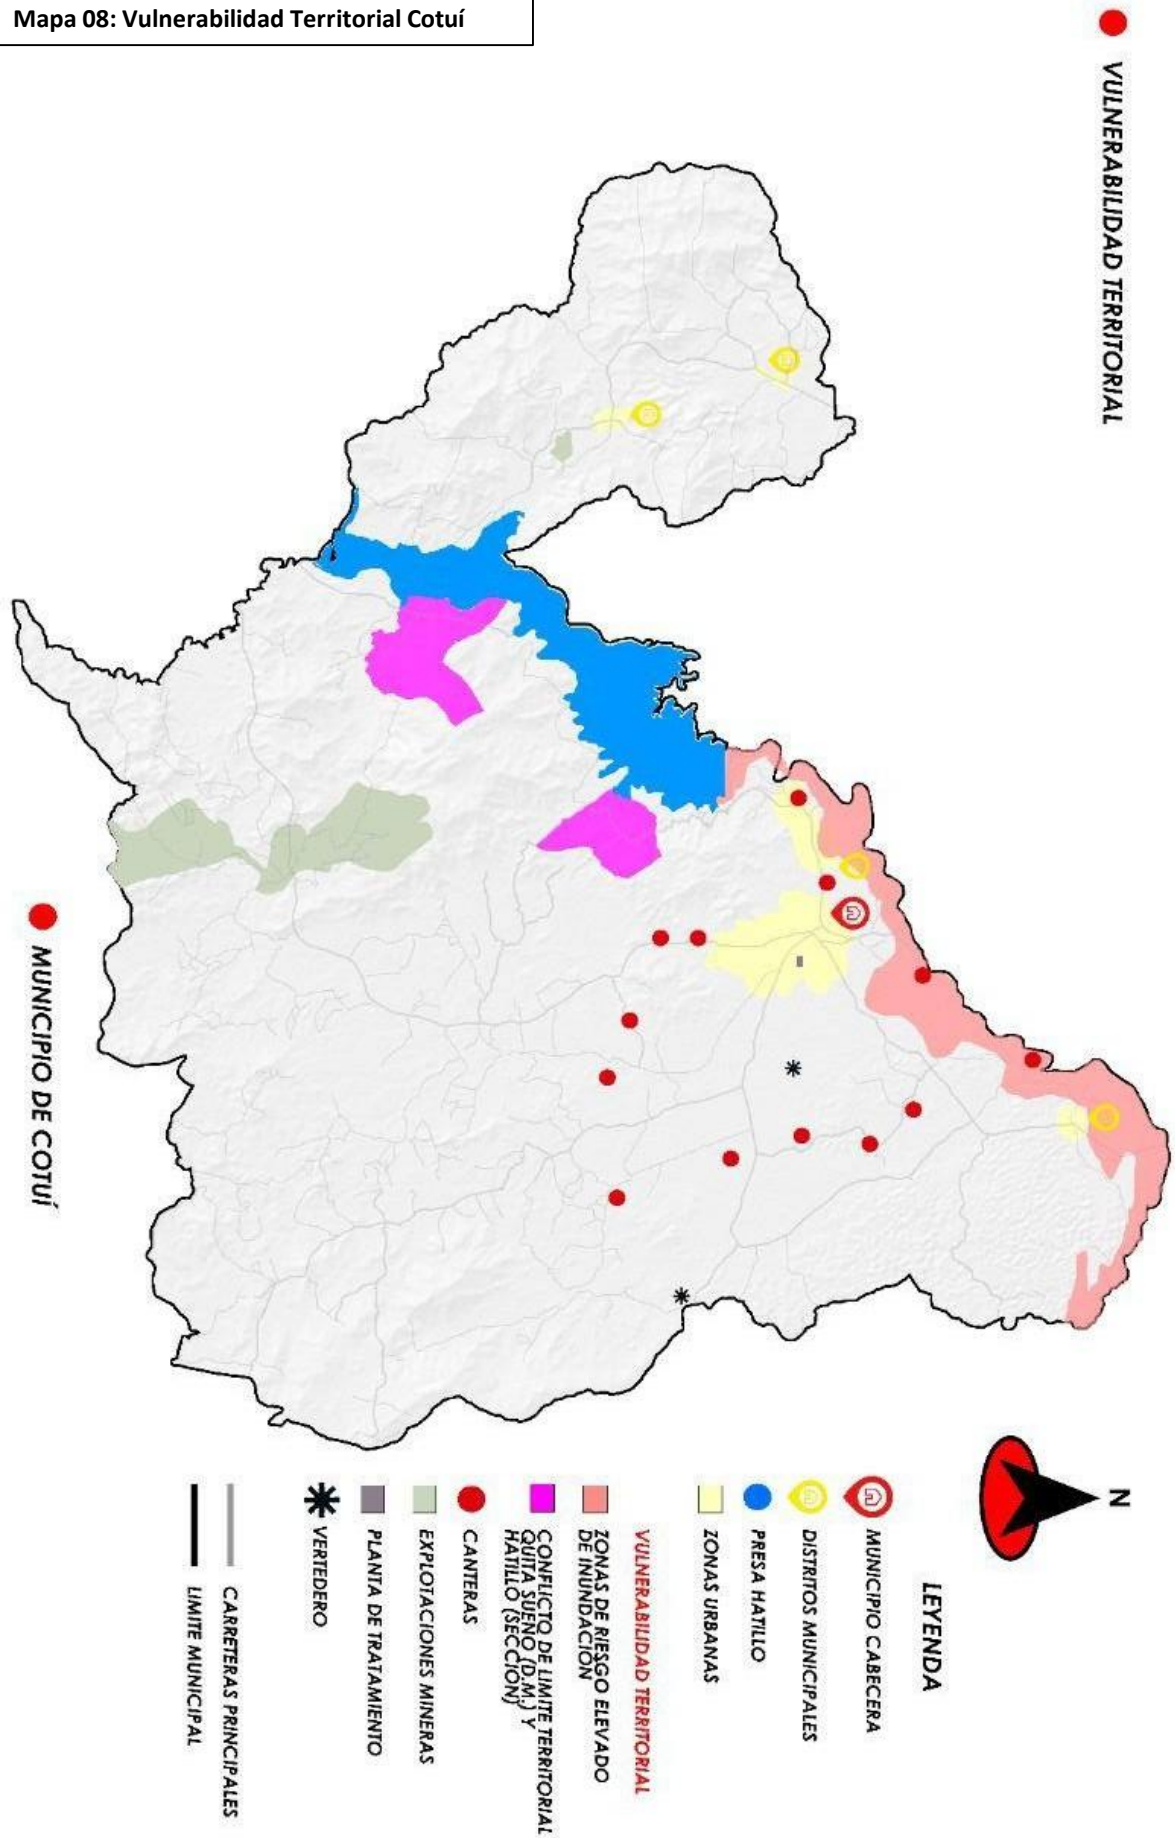 Mapa 08: Vulnerabilidad Territorial Cotuí
VULNERABILIDAD TERRITORIAL
N
LEYENDA
MUNICIPIO CABECERA
DISTRITOS MUNICIPALES
PRESA HATILLO
ZONAS URBANAS
VULNERABILIDAD TERRITORIAL
ZONAS DE RIESGO ELEVADO
DE INUNDACIÓN
CONFLICTO DE LIMITE TERRITORIAL
QUITA SUEÑO (D.M.) Y
HATILLO (SECCIÓN)
CANTERAS
EXPLOTACIONES MINERAS
PLANTA DE TRATAMIENTO
VERTEDERO
CARRETERAS PRINCIPALES
LIMITE MUNICIPAL
MUNICIPIO DE COTUÍ